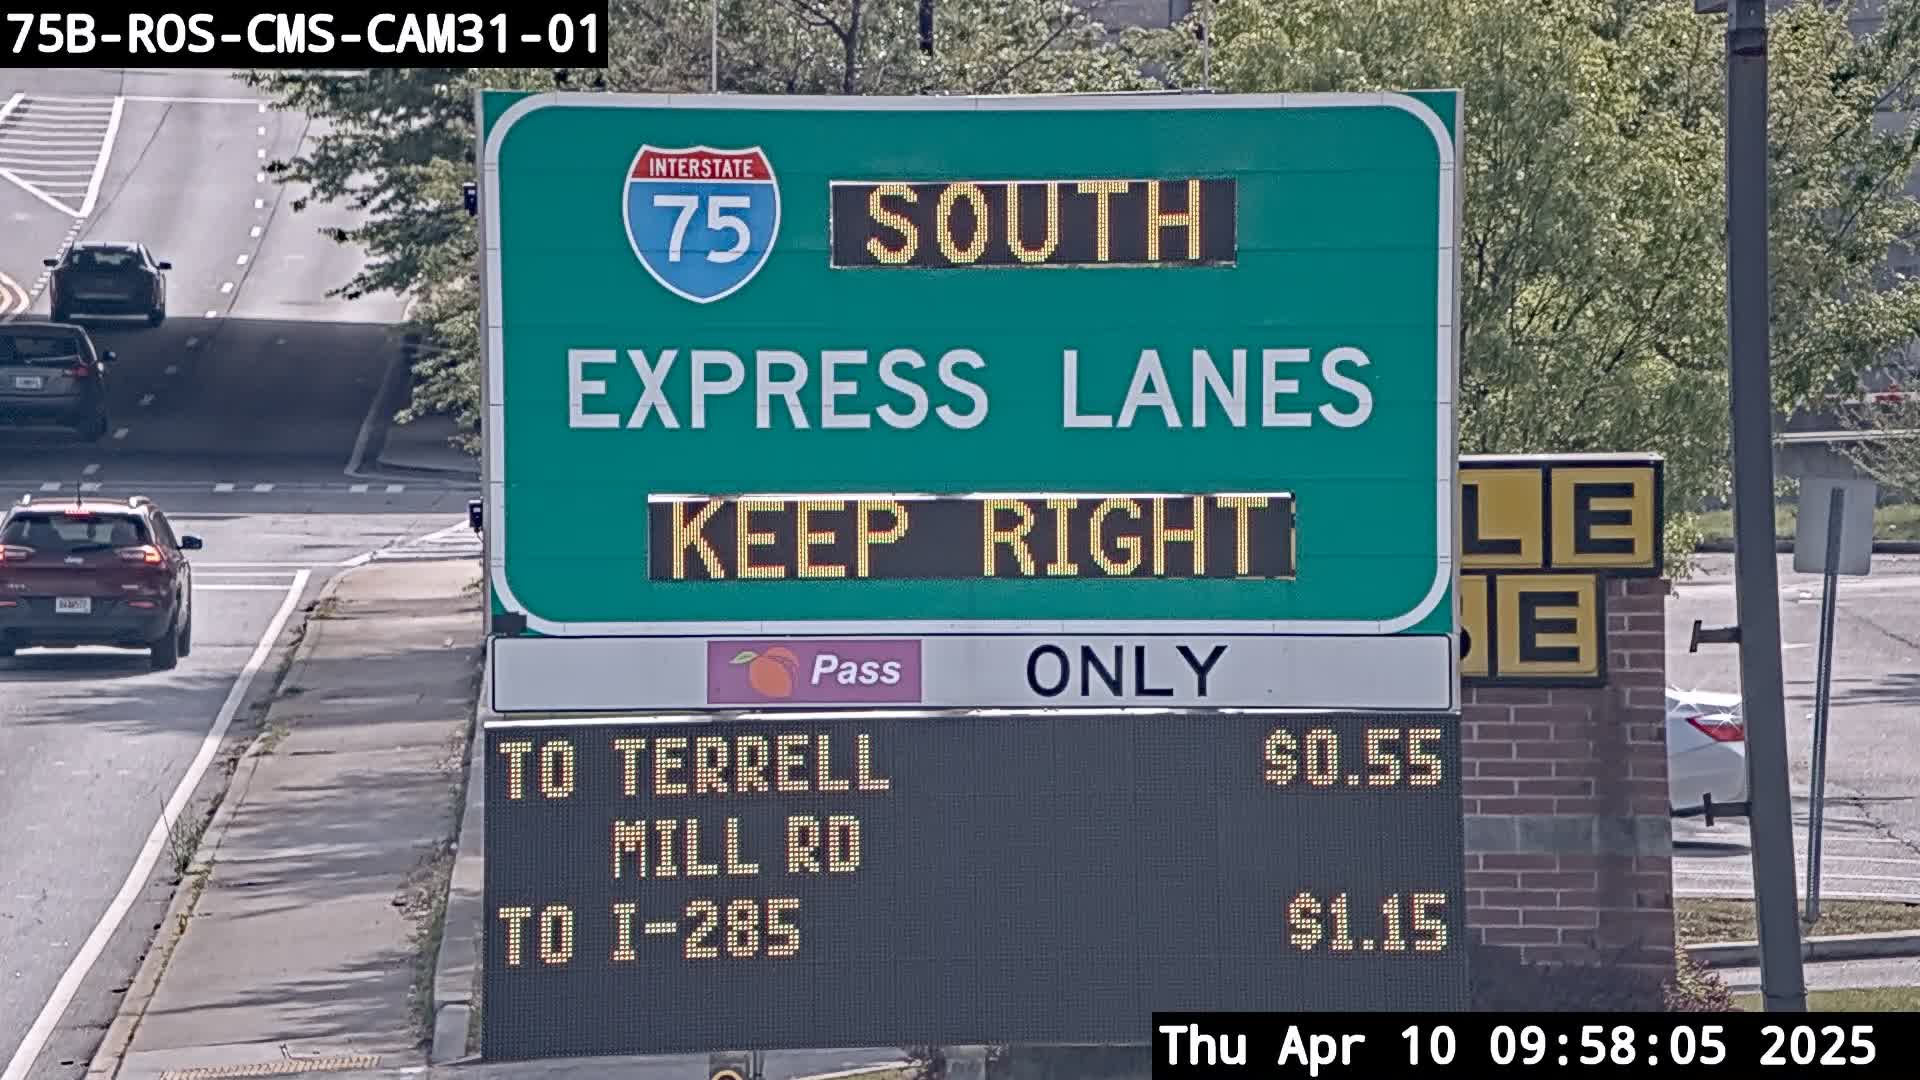 75B-ROS-CMS-CAM31-01
INTERSTATE
75
SOUTH
EXPRESS LANES
KEEP RIGHT
Pass ONLY
TO TERRELL $0.55
MILL RD
TO I-285 $1.15
LE
E
Thu Apr 10 09:58:05 2025